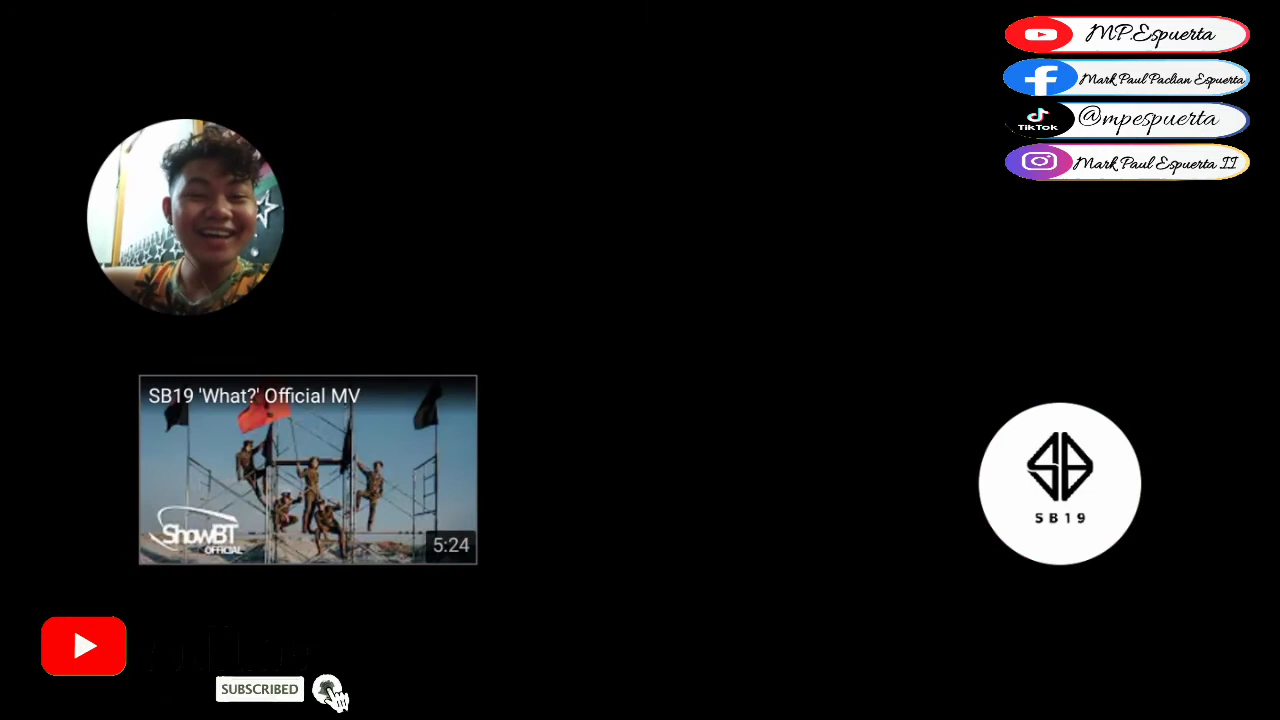 MP.Espuerta
Mark Paul Paclian Espuerta
TikTok
@mpespuerta
Mark Paul Espuerta II
SB19 'What?' Official MV
ShowBT
OFFICIAL
5:24
SB19
SUBSCRIBED